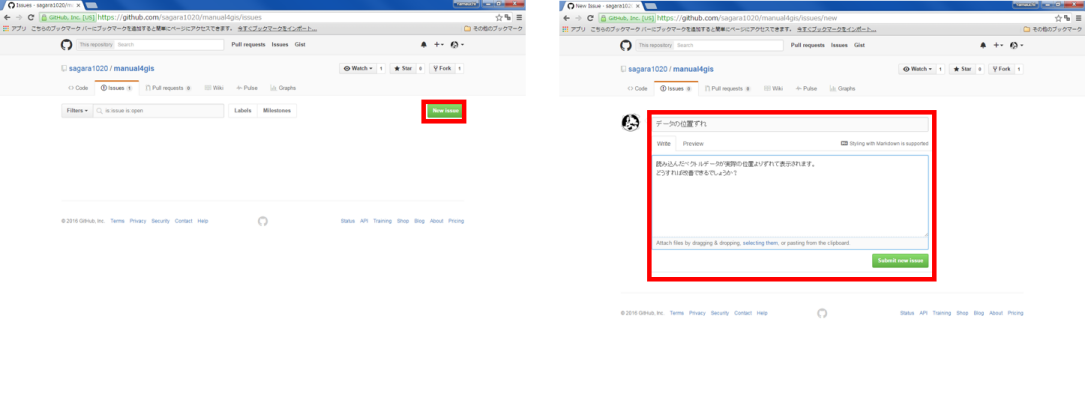 Issues · sagara1020/ma
GitHub, Inc. [US] https://github.com/sagara1020/manual4gis/issues
アプリ こちらのブックマーク バーにブックマークを追加すると簡単にページにアクセスできます。 今すぐブックマークをインポート... その他のブックマーク
This repository Search Pull requests Issues Gist
sagara1020 / manual4gis Watch 1 Star 0 Fork 1
Code Issues 1 Pull requests 0 Wiki Pulse Graphs
Filters is:issue is:open Labels Milestones New issue
© 2016 GitHub, Inc. Terms Privacy Security Contact Help Status API Training Shop Blog About Pricing
New Issue · sagara1020
GitHub, Inc. [US] https://github.com/sagara1020/manual4gis/issues/new
アプリ こちらのブックマーク バーにブックマークを追加すると簡単にページにアクセスできます。 今すぐブックマークをインポート... その他のブックマーク
This repository Search Pull requests Issues Gist
sagara1020 / manual4gis Watch 1 Star 0 Fork 1
Code Issues 0 Pull requests 0 Wiki Pulse Graphs
データの位置ずれ
Write Preview Styling with Markdown is supported
読み込んだベクトルデータが実際の位置よりずれて表示されます。
どうすれば改善できるでしょうか？
Attach files by dragging & dropping, selecting them, or pasting from the clipboard.
Submit new issue
© 2016 GitHub, Inc. Terms Privacy Security Contact Help Status API Training Shop Blog About Pricing